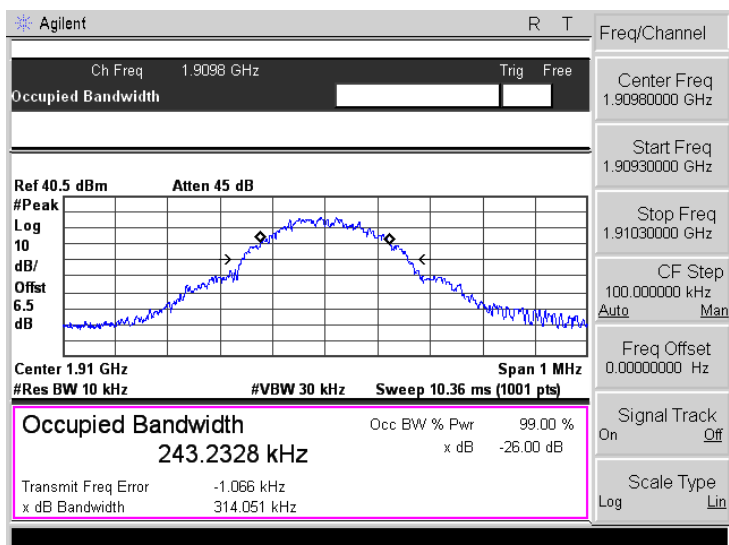 Agilent R T
Ch Freq 1.9098 GHz Trig Free
Occupied Bandwidth
Ref 40.5 dBm Atten 45 dB
#Peak
Log
10
dB/
Offst
6.5
dB
Center 1.91 GHz Span 1 MHz
#Res BW 10 kHz #VBW 30 kHz Sweep 10.36 ms (1001 pts)
Occupied Bandwidth Occ BW % Pwr 99.00 %
243.2328 kHz x dB -26.00 dB
Transmit Freq Error -1.066 kHz
x dB Bandwidth 314.051 kHz
Freq/Channel
Center Freq
1.90980000 GHz
Start Freq
1.90930000 GHz
Stop Freq
1.91030000 GHz
CF Step
100.000000 kHz
Auto Man
Freq Offset
0.00000000 Hz
Signal Track
On Off
Scale Type
Log Lin